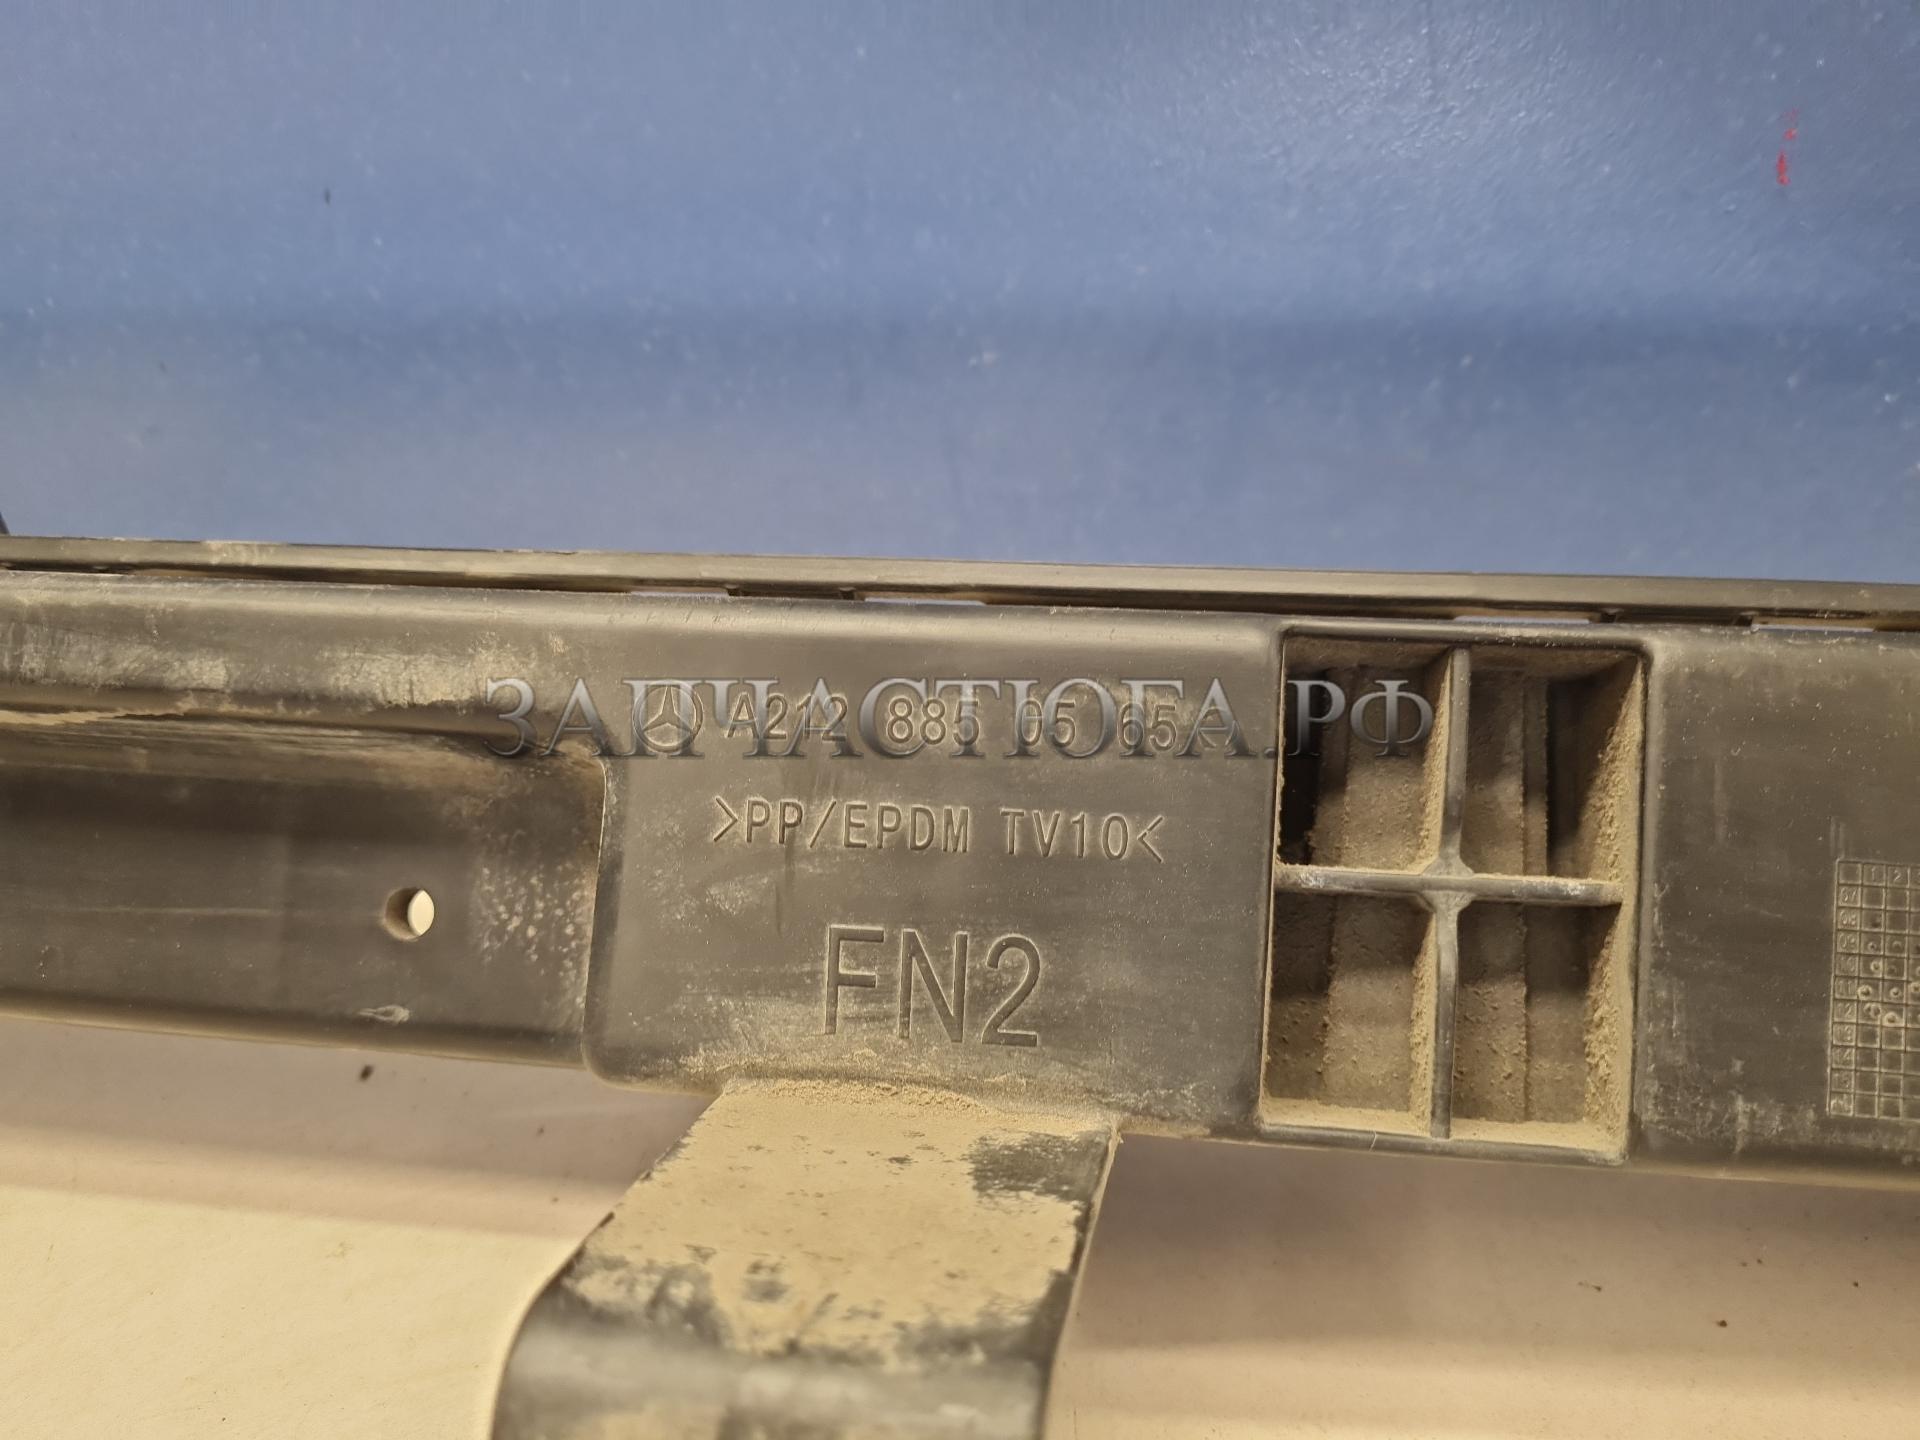 ЗАПЧАСТЮГА.РФ
A212 885 05 65
>PP/EPDM TV10<
FN2